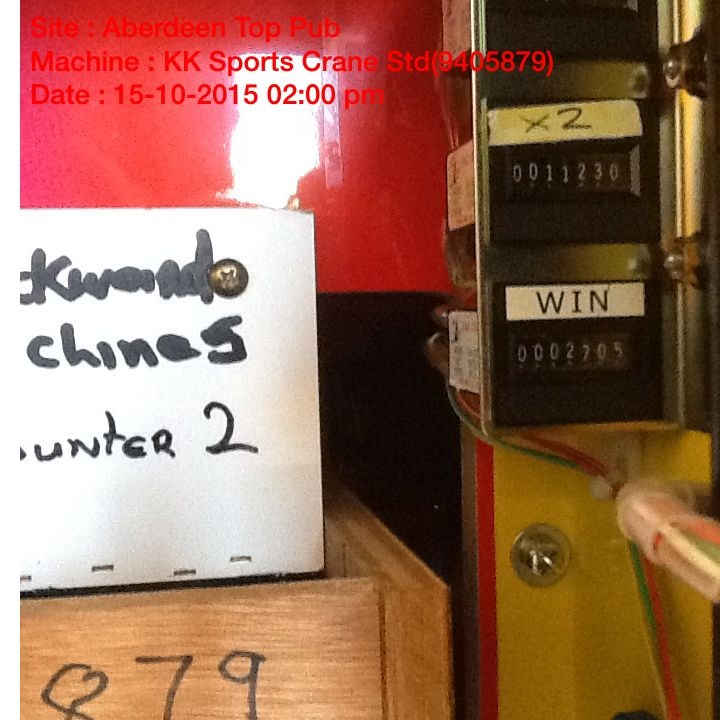 Site : Aberdeen Top Pub
Machine : KK Sports Crane Std(9405879)
Date : 15-10-2015 02:00 pm
X2
0011230
WIN
0002705
chines
unter 2
879